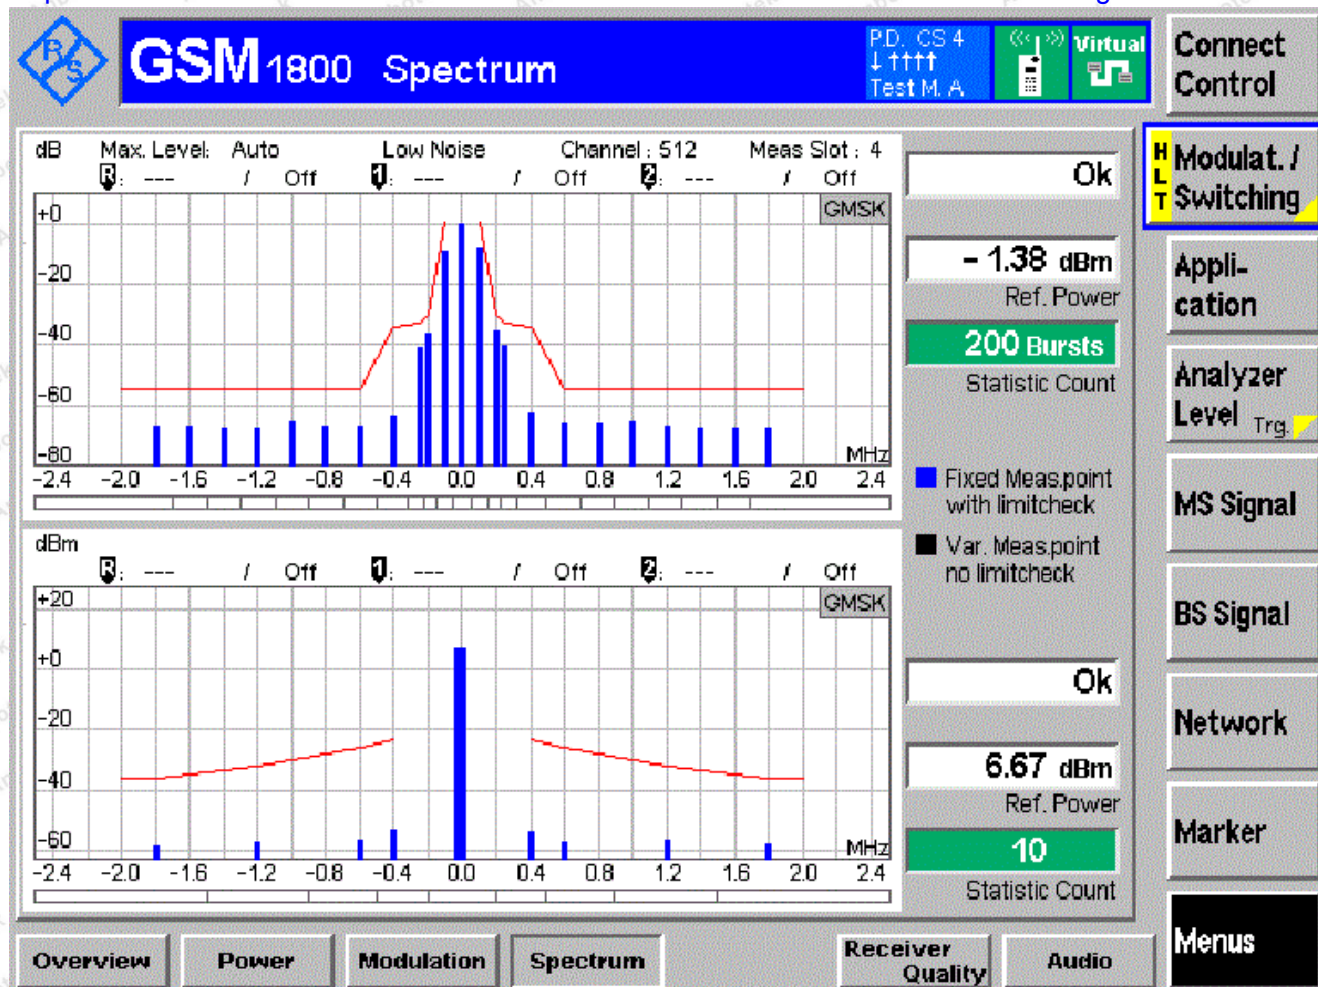 R&S
GSM 1800 Spectrum
P.D. CS 4
↓↑↑↑↑
Test M. A.
Virtual
Connect
Control
dB Max. Level: Auto Low Noise Channel : 512 Meas Slot : 4
R: --- / Off 1: --- / Off 2: --- / Off
GMSK
+0
-20
-40
-60
-80
MHz
-2.4 -2.0 -1.6 -1.2 -0.8 -0.4 0.0 0.4 0.8 1.2 1.6 2.0 2.4
Ok
- 1.38 dBm
Ref. Power
200 Bursts
Statistic Count
Fixed Meas.point
with limitcheck
Var. Meas.point
no limitcheck
dBm
R: --- / Off 1: --- / Off 2: --- / Off
GMSK
+20
+0
-20
-40
-60
MHz
-2.4 -2.0 -1.6 -1.2 -0.8 -0.4 0.0 0.4 0.8 1.2 1.6 2.0 2.4
Ok
6.67 dBm
Ref. Power
10
Statistic Count
HLT
Modulat. /
Switching
Appli-
cation
Analyzer
Level Trg.
MS Signal
BS Signal
Network
Marker
Menus
Overview
Power
Modulation
Spectrum
Receiver
Quality
Audio